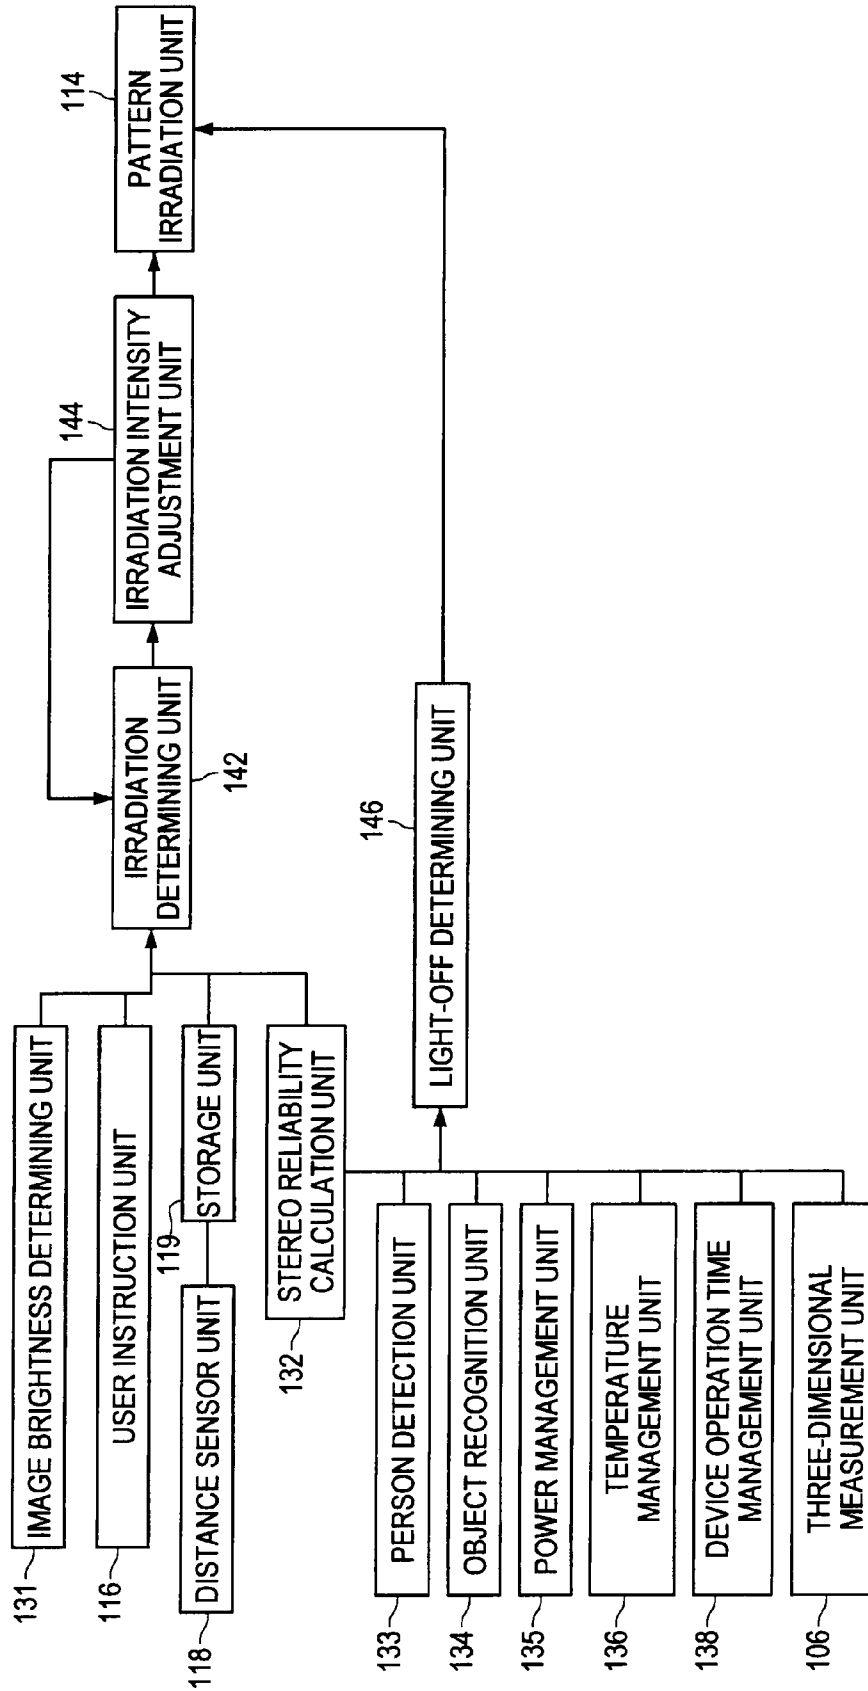 131
IMAGE BRIGHTNESS DETERMINING UNIT
116
USER INSTRUCTION UNIT
118
DISTANCE SENSOR UNIT
119
STORAGE UNIT
132
STEREO RELIABILITY
CALCULATION UNIT
IRRADIATION
DETERMINING UNIT
142
144
IRRADIATION INTENSITY
ADJUSTMENT UNIT
114
PATTERN
IRRADIATION UNIT
133
PERSON DETECTION UNIT
134
OBJECT RECOGNITION UNIT
135
POWER MANAGEMENT UNIT
136
TEMPERATURE
MANAGEMENT UNIT
138
DEVICE OPERATION TIME
MANAGEMENT UNIT
106
THREE-DIMENSIONAL
MEASUREMENT UNIT
146
LIGHT-OFF DETERMINING UNIT